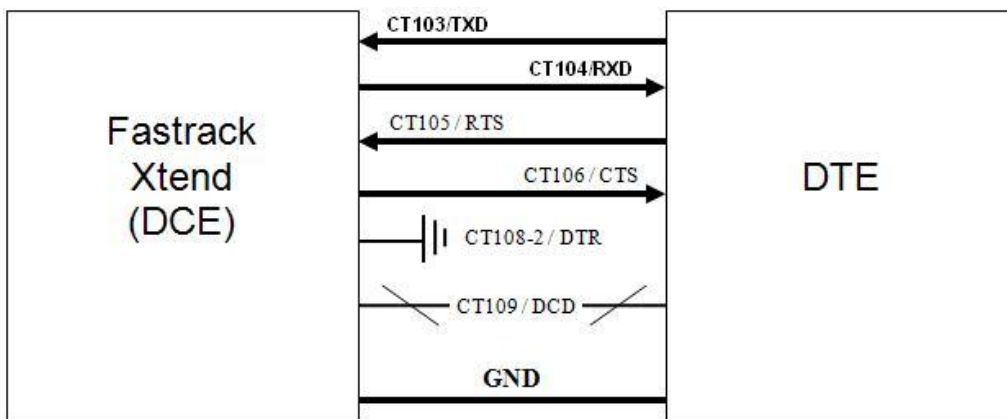 CT103/TXD
CT104/RXD
CT105 / RTS
Fastrack
Xtend
(DCE)
CT106 / CTS
DTE
CT108-2 / DTR
CT109 / DCD
GND